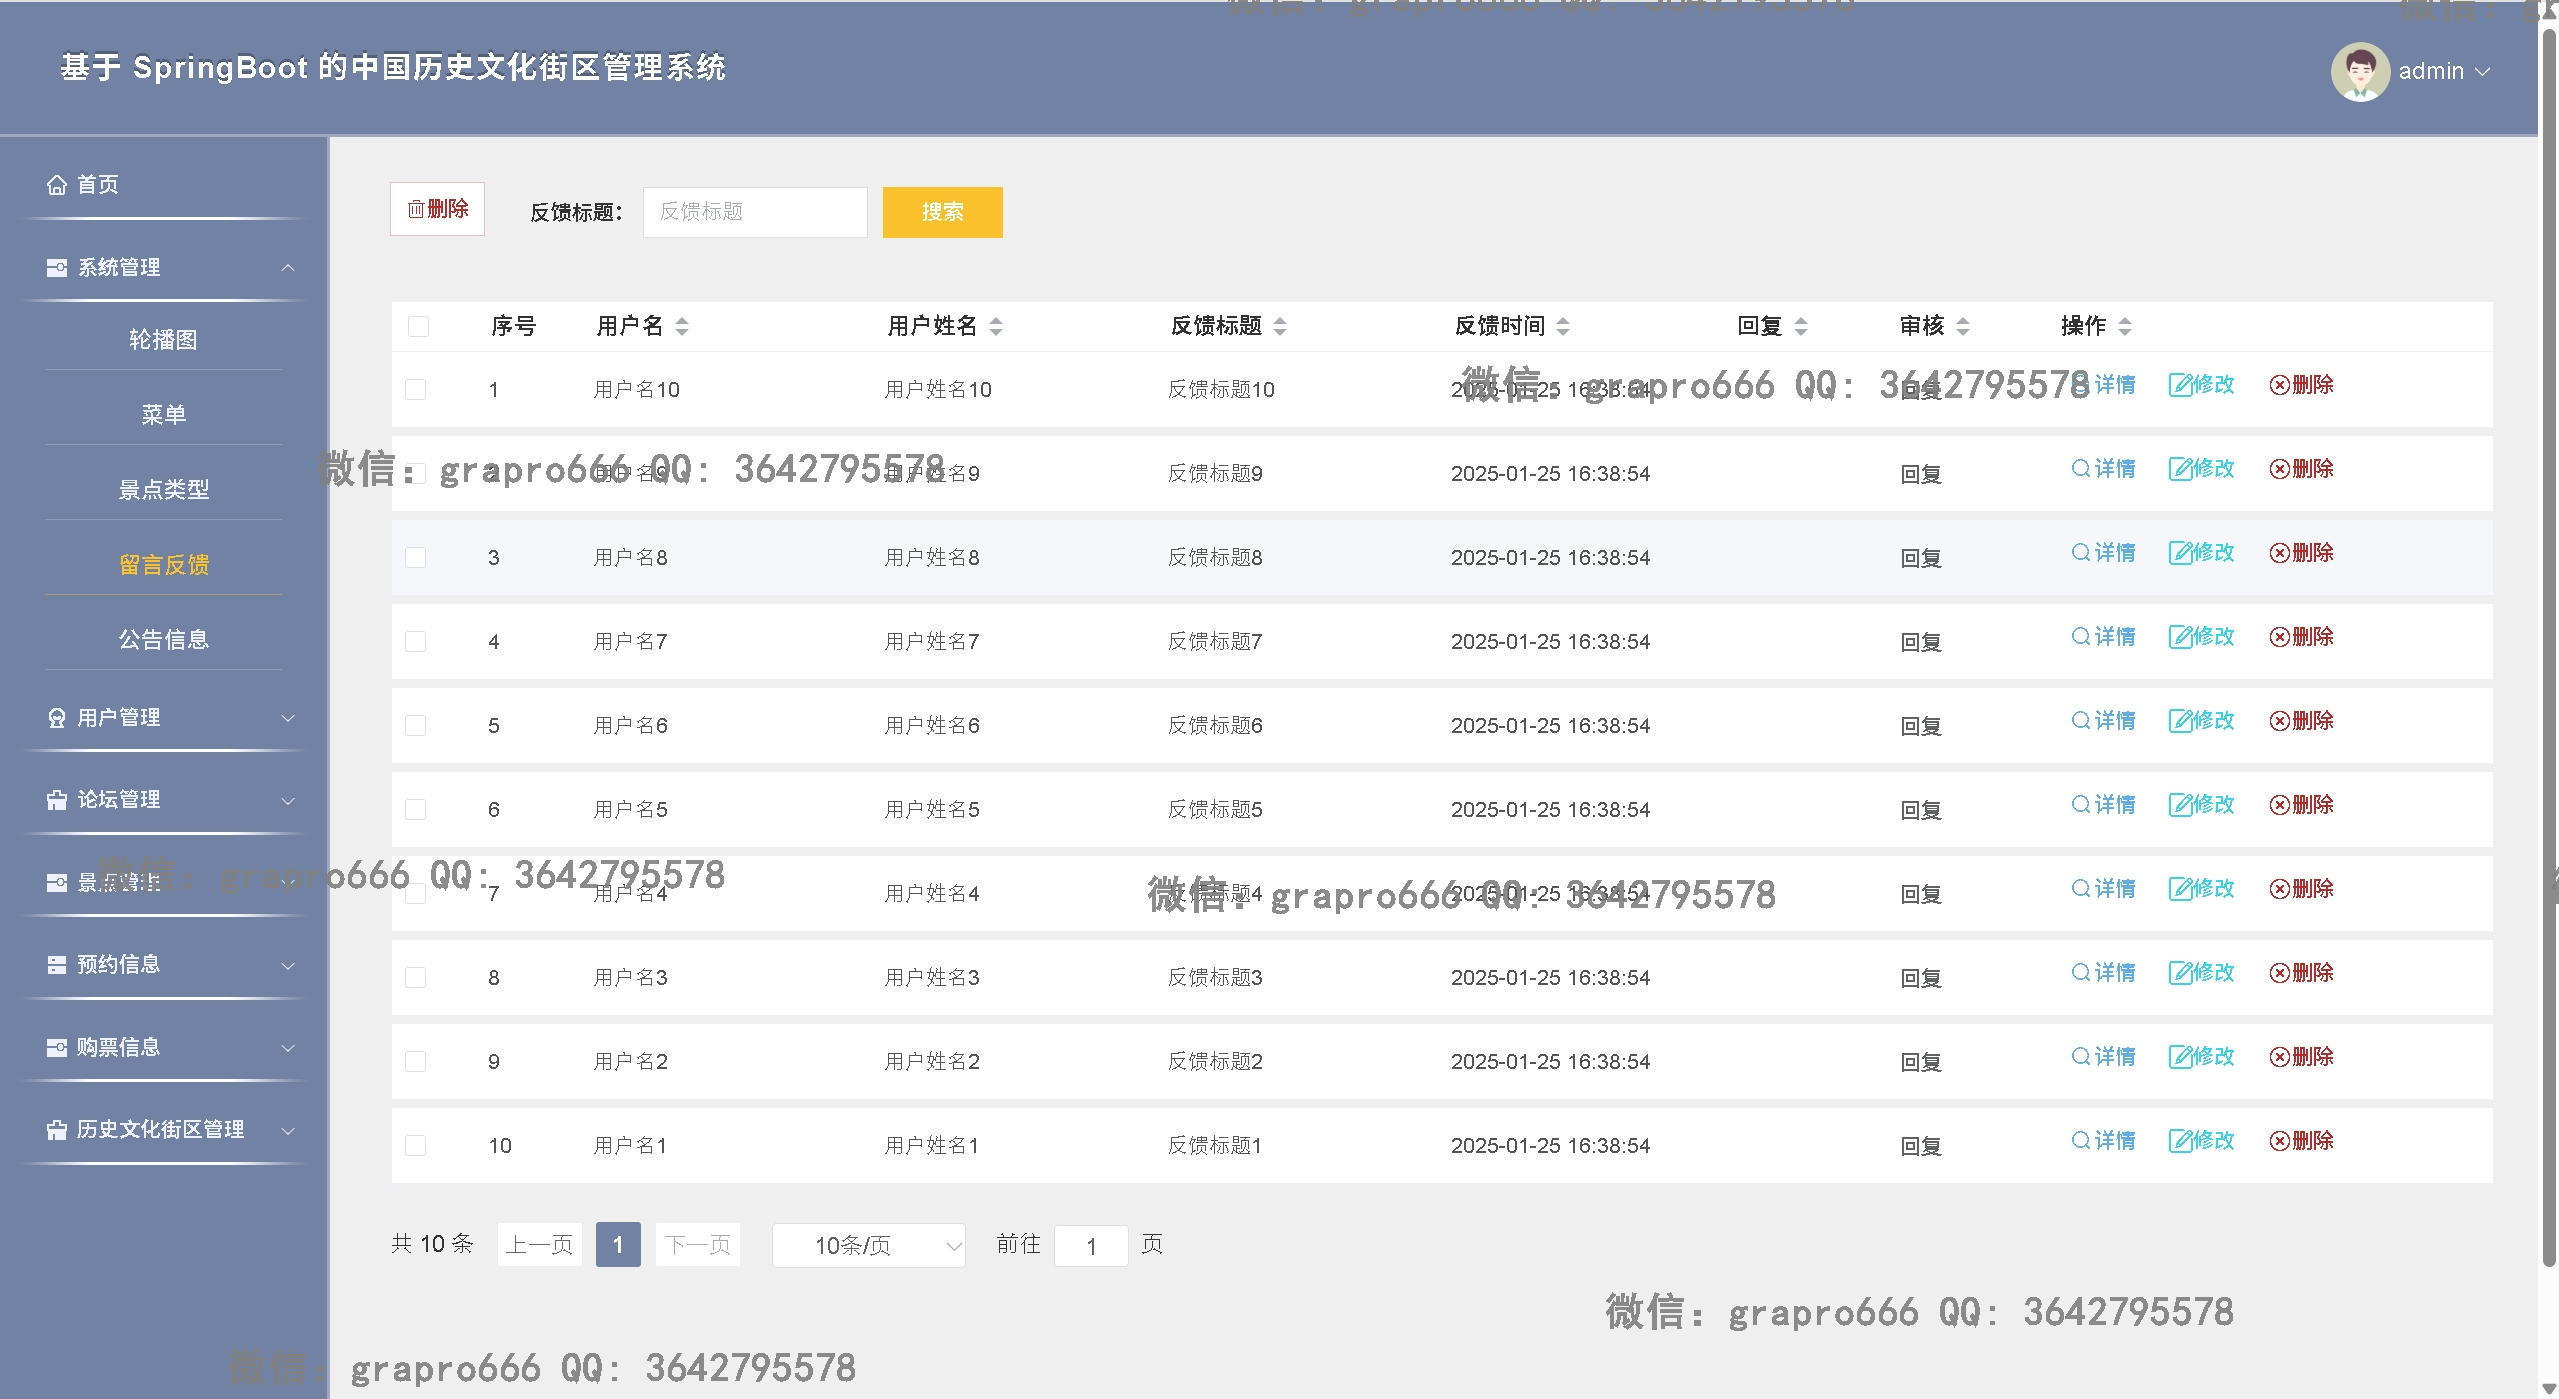 基于 SpringBoot 的中国历史文化街区管理系统
admin
首页
系统管理
轮播图
菜单
景点类型
留言反馈
公告信息
用户管理
论坛管理
景点管理
预约信息
购票信息
历史文化街区管理
删除 反馈标题： 反馈标题 搜索
序号 用户名 用户姓名 反馈标题 反馈时间 回复 审核 操作
1 用户名10 用户姓名10 反馈标题10 2025-01-25 16:38:54 回复 详情 修改 删除
微信：grapro666 QQ: 3642795578
用户名9 用户姓名9 反馈标题9 2025-01-25 16:38:54 回复 详情 修改 删除
微信：grapro666 QQ: 3642795578
3 用户名8 用户姓名8 反馈标题8 2025-01-25 16:38:54 回复 详情 修改 删除
4 用户名7 用户姓名7 反馈标题7 2025-01-25 16:38:54 回复 详情 修改 删除
5 用户名6 用户姓名6 反馈标题6 2025-01-25 16:38:54 回复 详情 修改 删除
6 用户名5 用户姓名5 反馈标题5 2025-01-25 16:38:54 回复 详情 修改 删除
7 用户名4 用户姓名4 反馈标题4 2025-01-25 16:38:54 回复 详情 修改 删除
微信：grapro666 QQ: 3642795578
微信：grapro666 QQ: 3642795578
8 用户名3 用户姓名3 反馈标题3 2025-01-25 16:38:54 回复 详情 修改 删除
9 用户名2 用户姓名2 反馈标题2 2025-01-25 16:38:54 回复 详情 修改 删除
10 用户名1 用户姓名1 反馈标题1 2025-01-25 16:38:54 回复 详情 修改 删除
共 10 条 上一页 1 下一页 10条/页 前往 1 页
微信：grapro666 QQ: 3642795578
微信：grapro666 QQ: 3642795578